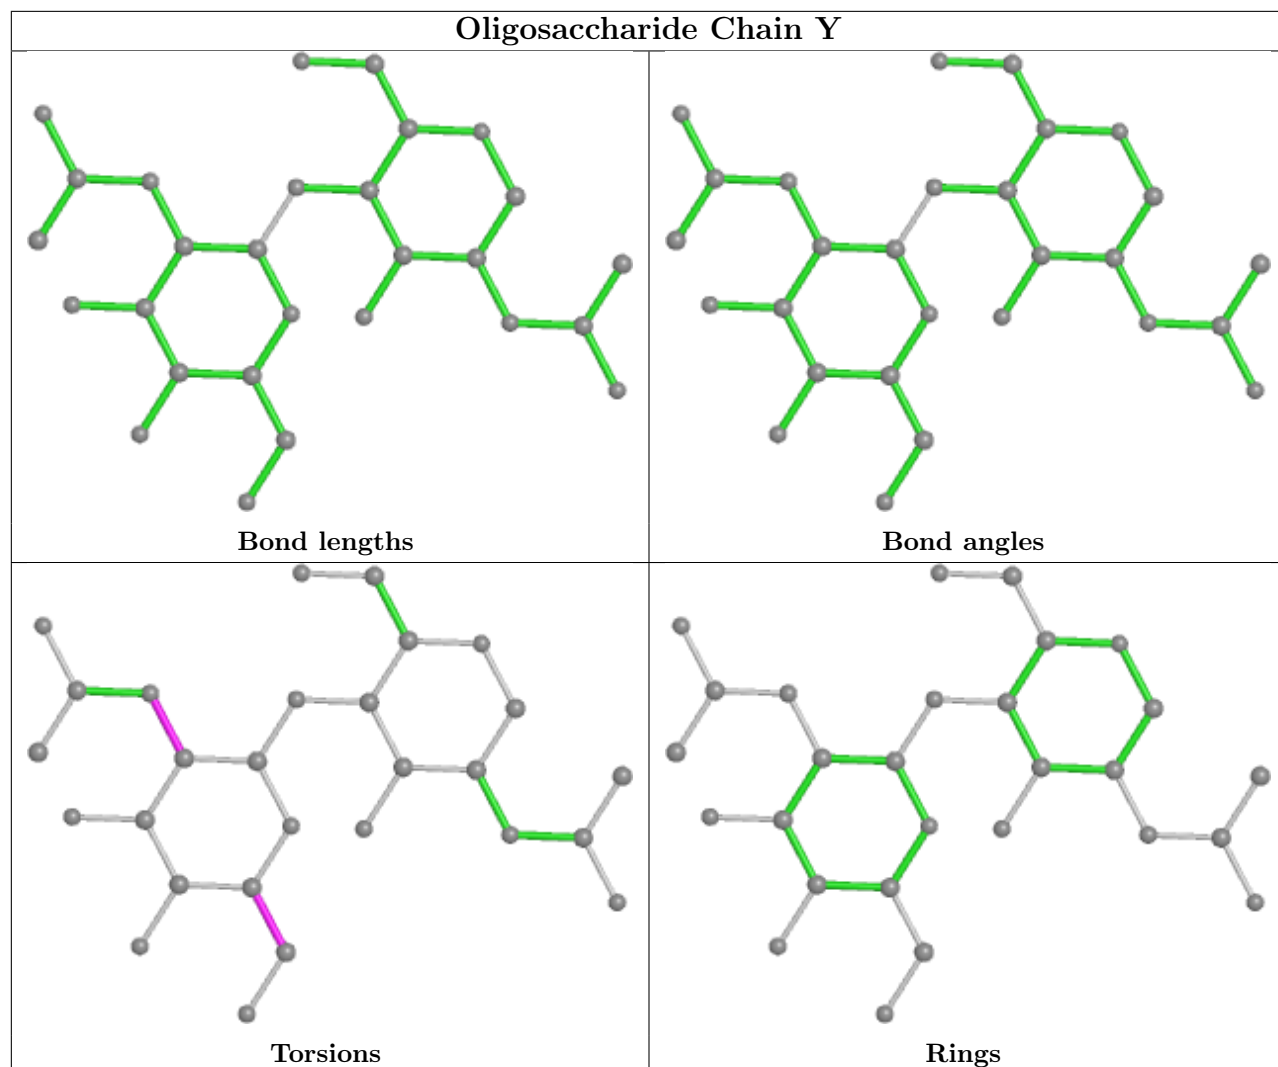 Oligosaccharide Chain Y
Bond lengths
Bond angles
Torsions
Rings